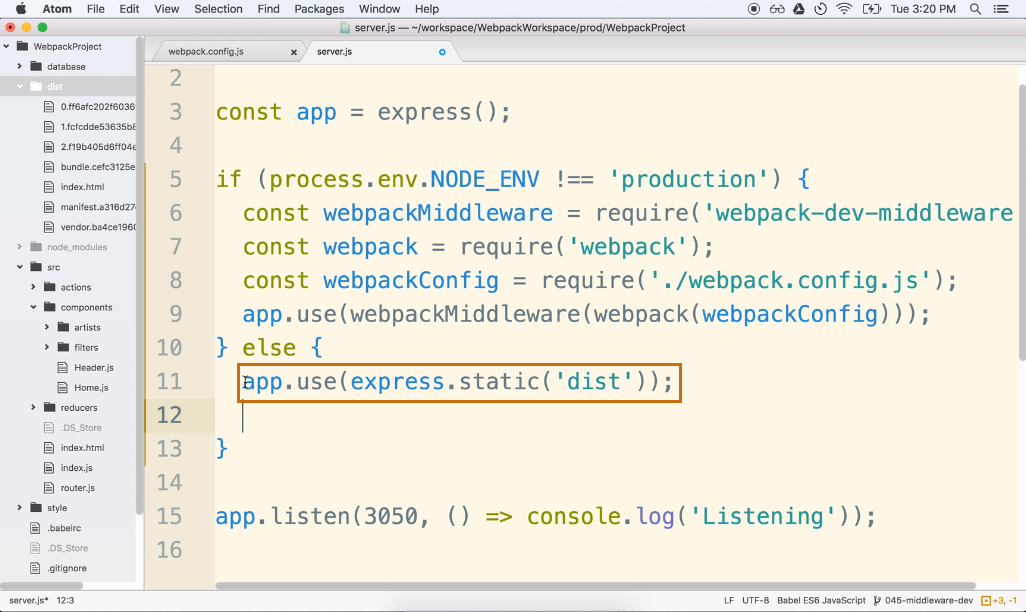 Atom File Edit View Selection Find Packages Window Help Tue 3:20 PM
server.js — ~/workspace/WebpackWorkspace/prod/WebpackProject
WebpackProject
database
dist
0.ff6afc202f6036
1.fcfcdde53635b8
2.f19b405d6ff04e
bundle.cefc3125e
index.html
manifest.a316d27
vendor.ba4ce1960
node_modules
src
actions
components
artists
filters
Header.js
Home.js
reducers
.DS_Store
index.html
index.js
router.js
style
.babelrc
.DS_Store
.gitignore
webpack.config.js × server.js
2
3 const app = express();
4
5 if (process.env.NODE_ENV !== 'production') {
6 const webpackMiddleware = require('webpack-dev-middleware
7 const webpack = require('webpack');
8 const webpackConfig = require('./webpack.config.js');
9 app.use(webpackMiddleware(webpack(webpackConfig)));
10 } else {
11 app.use(express.static('dist'));
12
13 }
14
15 app.listen(3050, () => console.log('Listening'));
16
server.js* 12:3 LF UTF-8 Babel ES6 JavaScript 045-middleware-dev +3, -1